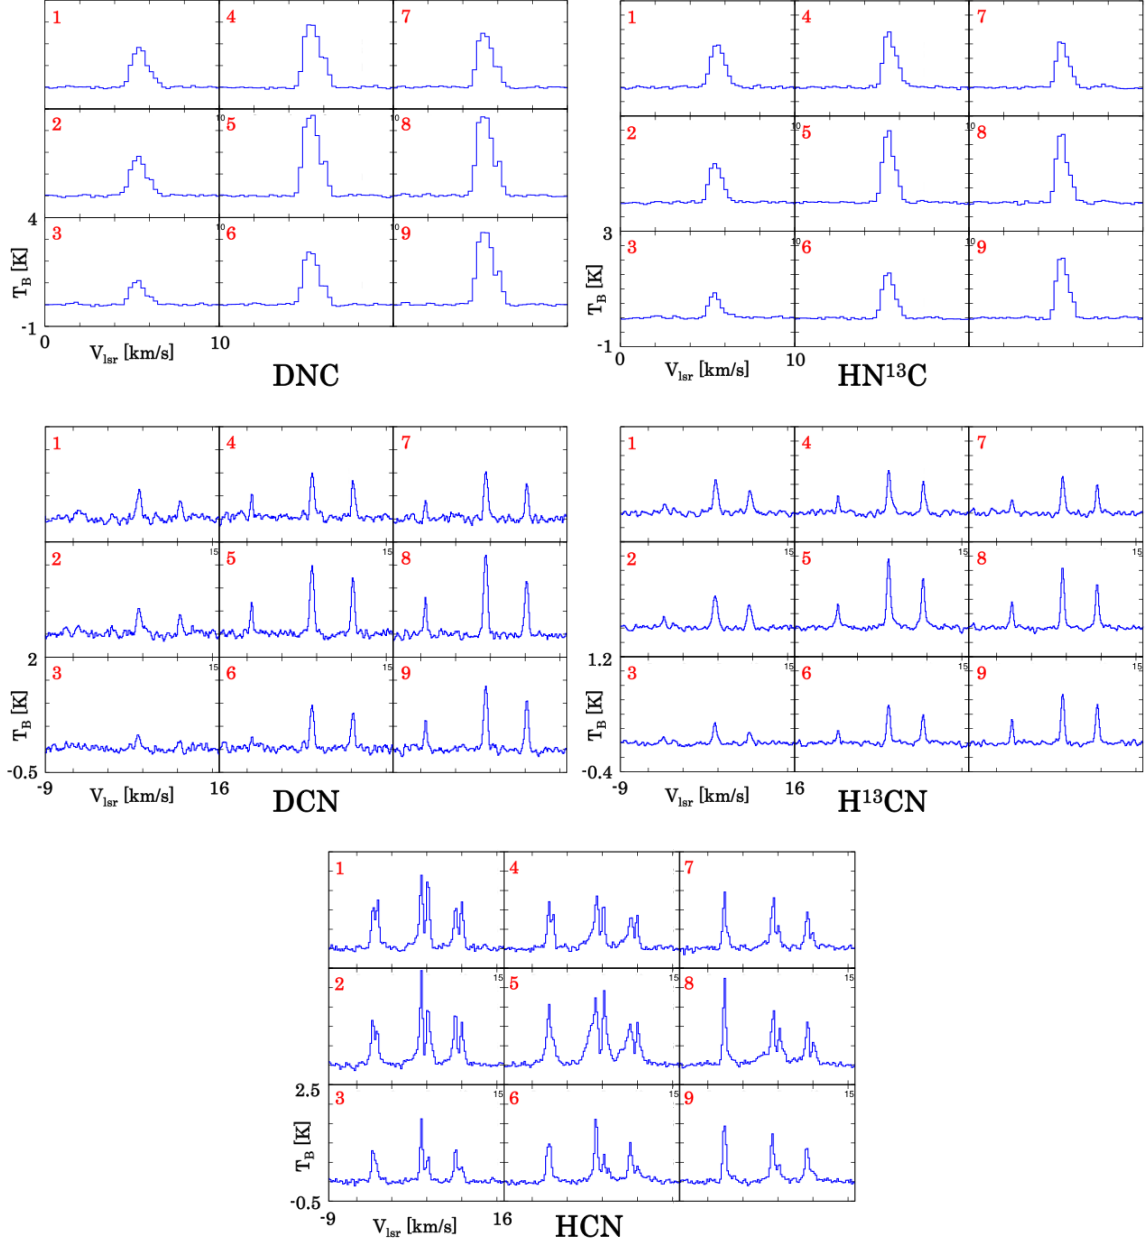 1 4 7
2 10 5 10 8
4
3 10 6 10 9
T_B [K]
-1
0 V_lsr [km/s] 10
DNC
1 4 7
2 10 5 10 8
3
3 10 6 10 9
T_B [K]
-1
0 V_lsr [km/s] 10
HN¹³C
1 4 7
2 15 5 15 8
2
3 15 6 15 9
T_B [K]
-0.5
-9 V_lsr [km/s] 16
DCN
1 4 7
2 15 5 15 8 15
1.2
3 15 6 15 9 15
T_B [K]
-0.4
-9 V_lsr [km/s] 16
H¹³CN
1 4 7
2 5 15 8 15
2.5
3 6 15 9 15
T_B [K]
-0.5
-9 V_lsr [km/s] 16
HCN